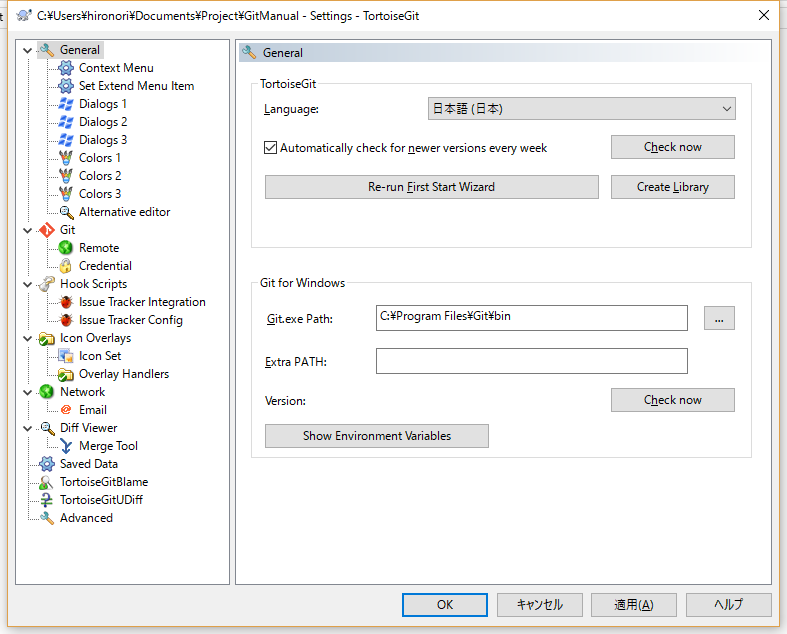 C:¥Users¥hironori¥Documents¥Project¥GitManual - Settings - TortoiseGit
General
Context Menu
Set Extend Menu Item
Dialogs 1
Dialogs 2
Dialogs 3
Colors 1
Colors 2
Colors 3
Alternative editor
Git
Remote
Credential
Hook Scripts
Issue Tracker Integration
Issue Tracker Config
Icon Overlays
Icon Set
Overlay Handlers
Network
Email
Diff Viewer
Merge Tool
Saved Data
TortoiseGitBlame
TortoiseGitUDiff
Advanced
General
TortoiseGit
Language:
日本語 (日本)
Automatically check for newer versions every week
Check now
Re-run First Start Wizard
Create Library
Git for Windows
Git.exe Path:
C:¥Program Files¥Git¥bin
...
Extra PATH:
Version:
Check now
Show Environment Variables
OK
キャンセル
適用(A)
ヘルプ